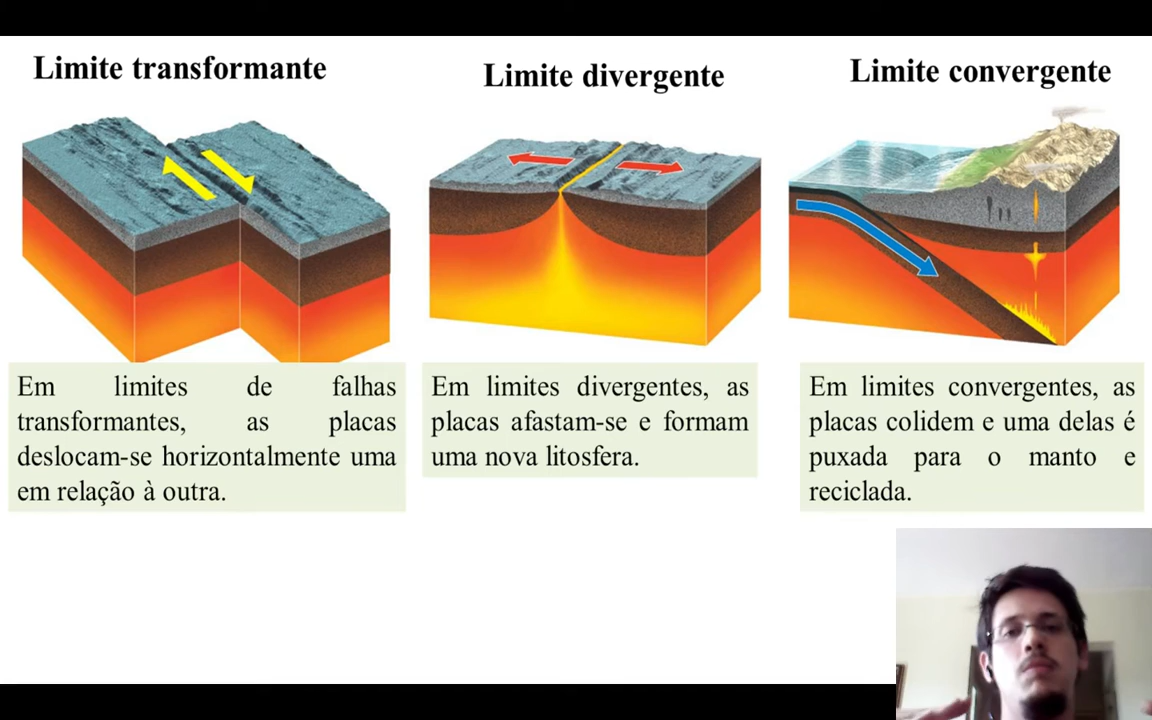 Limite transformante
Limite divergente
Limite convergente
Em limites de falhas
transformantes, as placas
deslocam-se horizontalmente uma
em relação à outra.
Em limites divergentes, as
placas afastam-se e formam
uma nova litosfera.
Em limites convergentes, as
placas colidem e uma delas é
puxada para o manto e
reciclada.